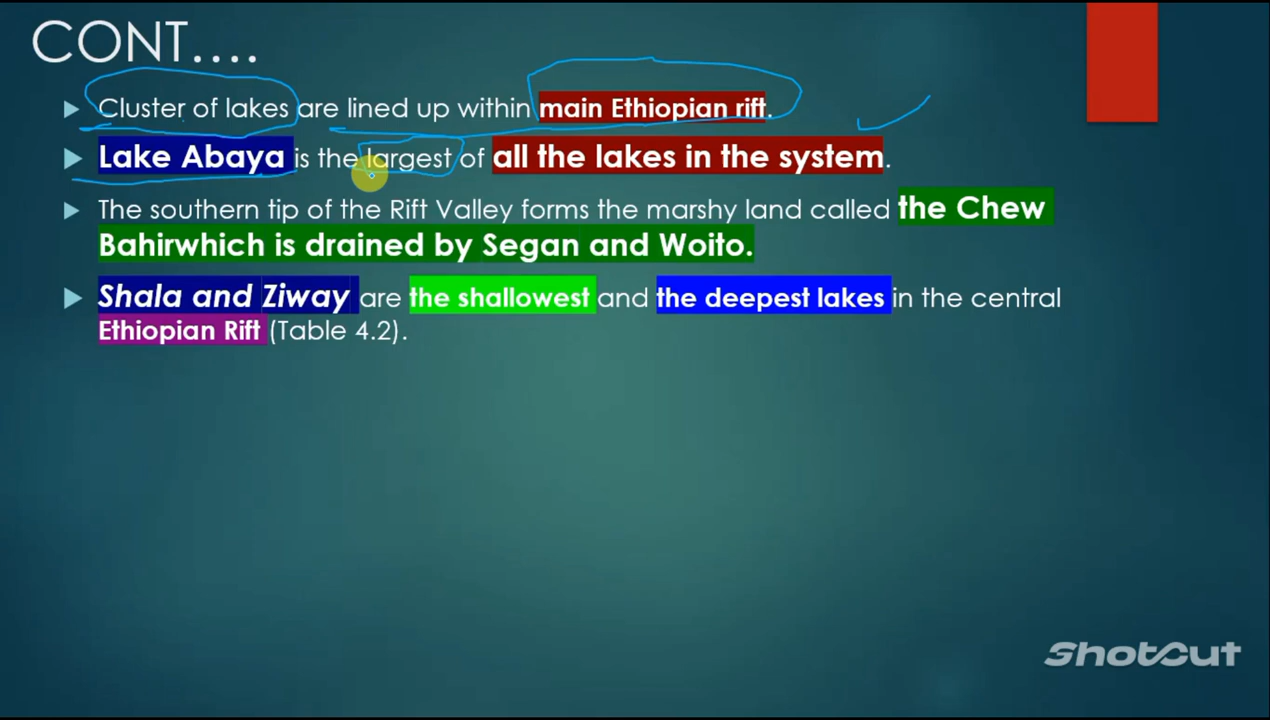 CONT....
Cluster of lakes are lined up within main Ethiopian rift.
Lake Abaya is the largest of all the lakes in the system.
The southern tip of the Rift Valley forms the marshy land called the Chew
Bahirwhich is drained by Segan and Woito.
Shala and Ziway are the shallowest and the deepest lakes in the central
Ethiopian Rift (Table 4.2).
ShotCut